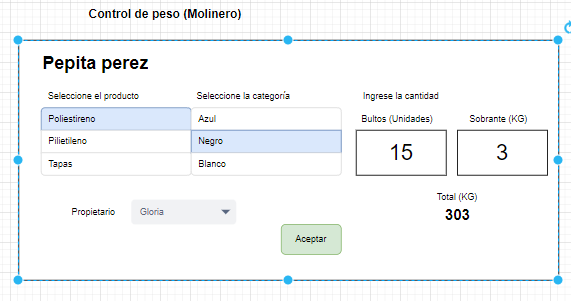 Control de peso (Molinero)
Pepita perez
Seleccione el producto
Seleccione la categoría
Ingrese la cantidad
Poliestireno
Azul
Bultos (Unidades)
Sobrante (KG)
Pilietileno
Negro
15
3
Tapas
Blanco
Total (KG)
303
Propietario
Gloria
Aceptar